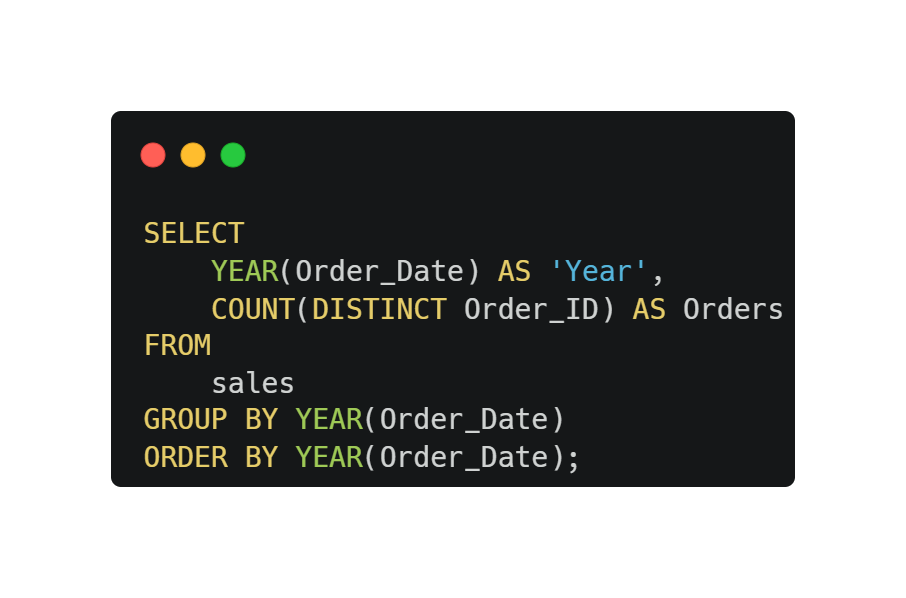 SELECT
    YEAR(Order_Date) AS 'Year',
    COUNT(DISTINCT Order_ID) AS Orders
FROM
    sales
GROUP BY YEAR(Order_Date)
ORDER BY YEAR(Order_Date);